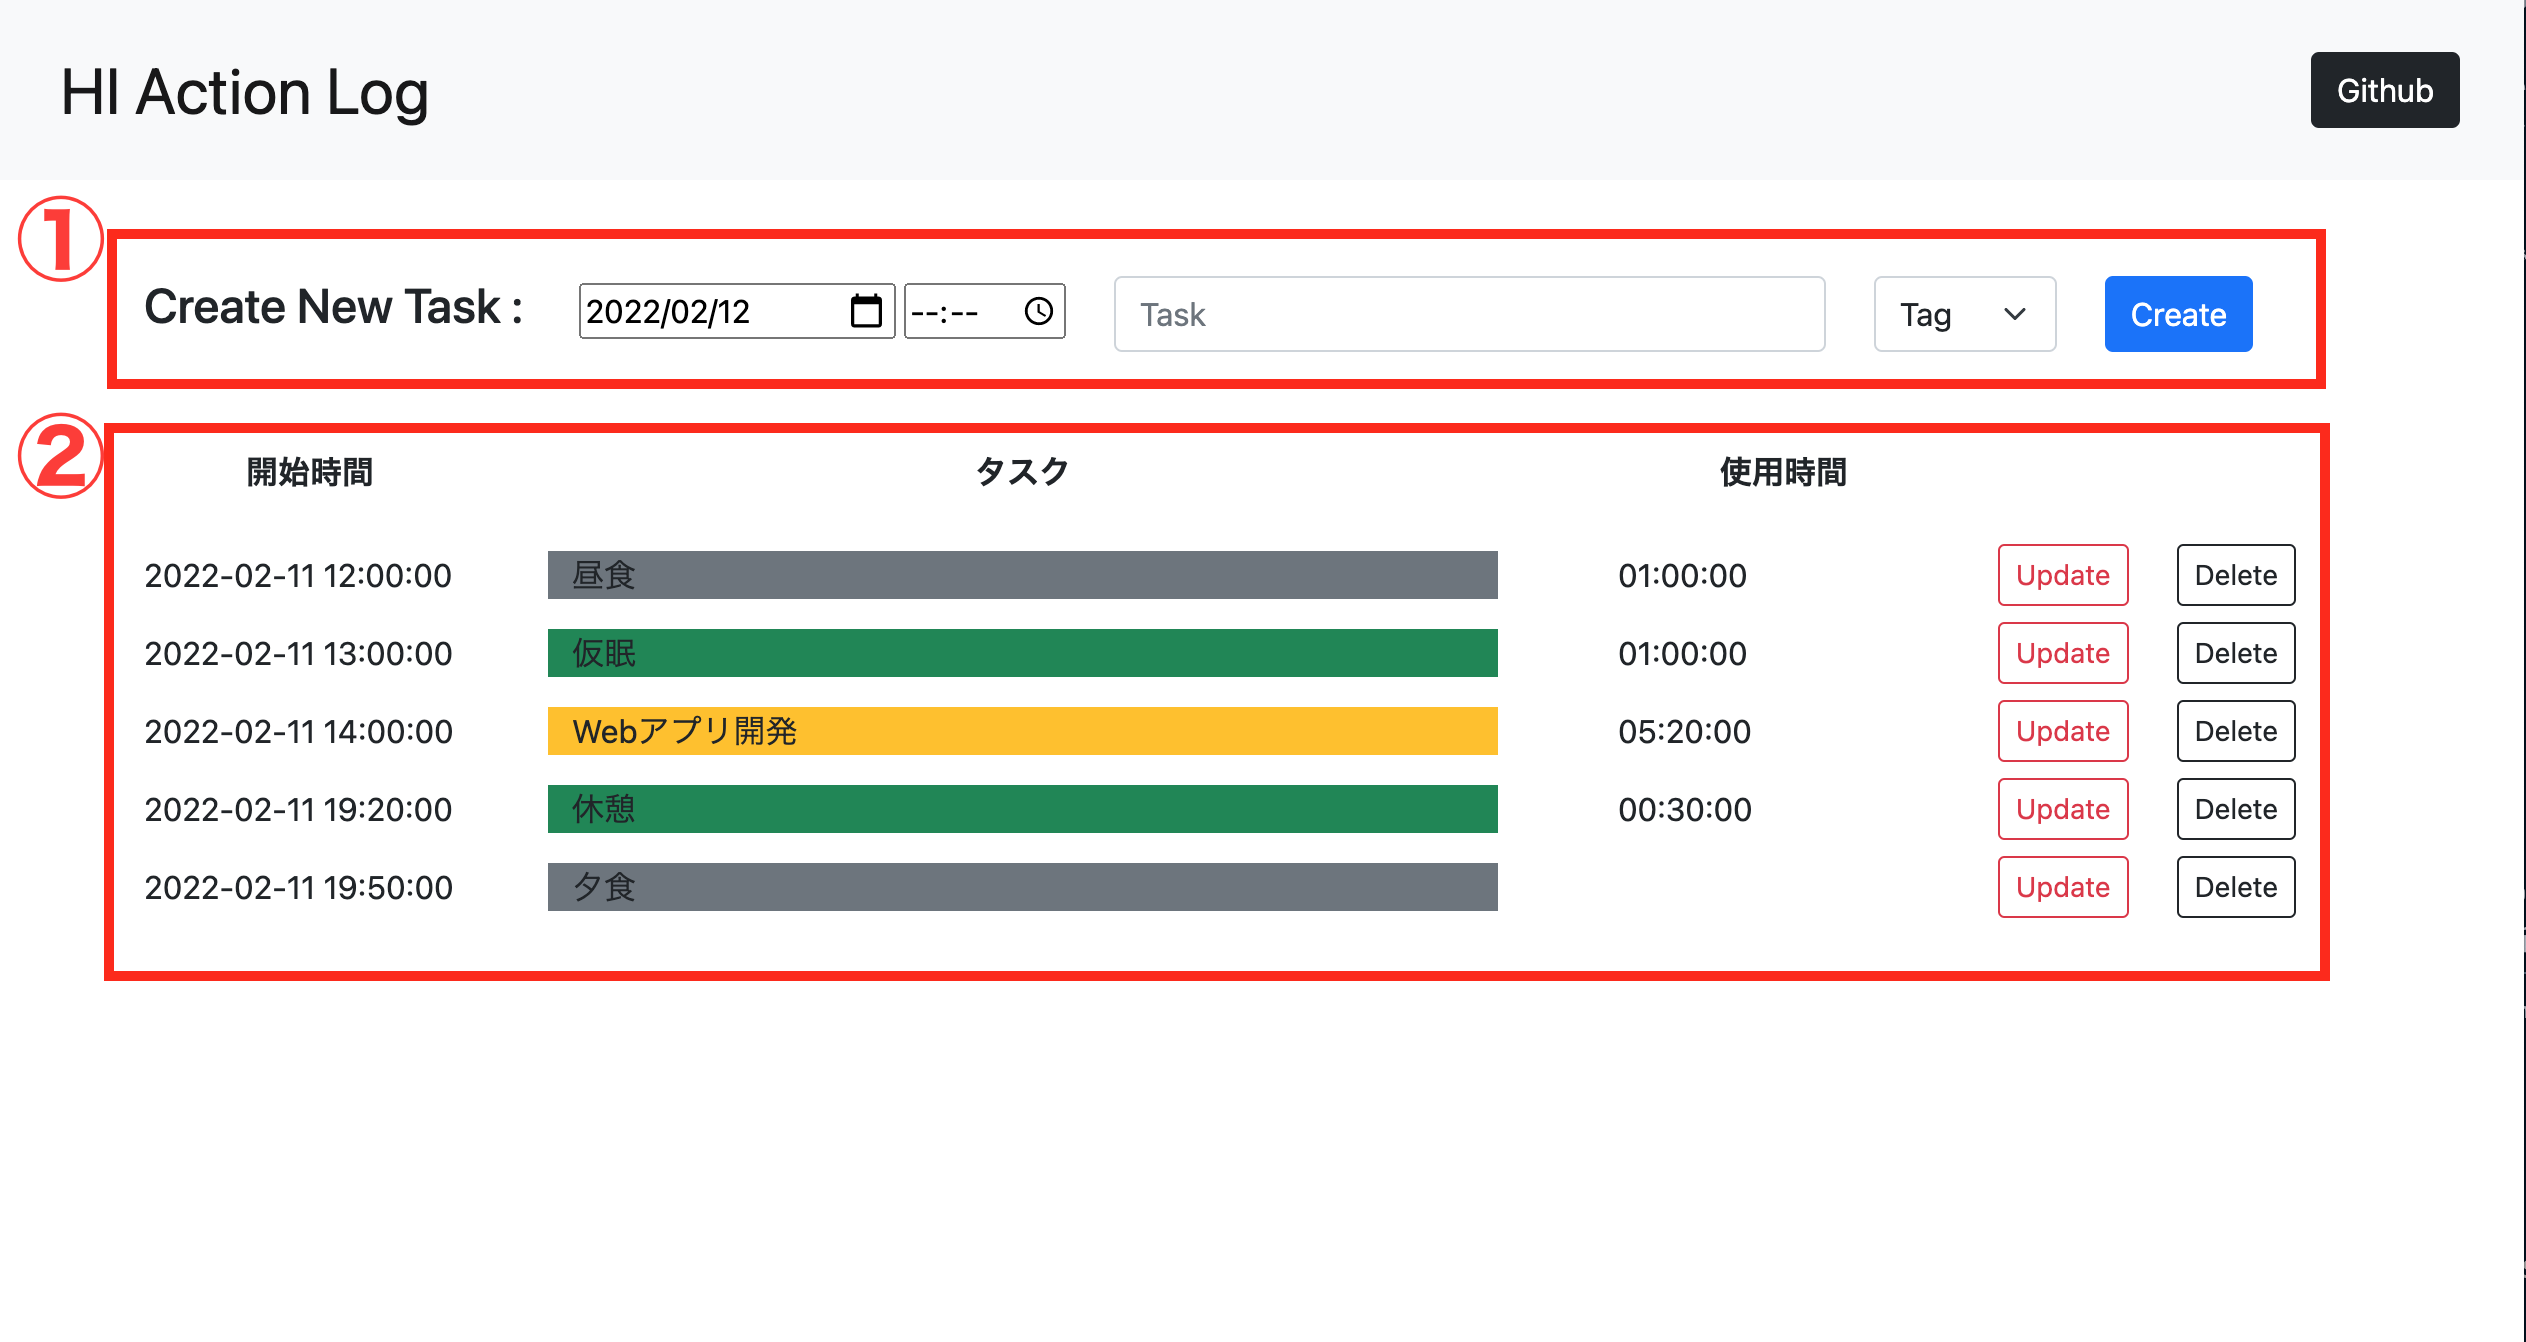 HI Action Log
Github
①
Create New Task :
2022/02/12
--:--
Task
Tag
Create
②
開始時間 タスク 使用時間
2022-02-11 12:00:00 昼食 01:00:00 Update Delete
2022-02-11 13:00:00 仮眠 01:00:00 Update Delete
2022-02-11 14:00:00 Webアプリ開発 05:20:00 Update Delete
2022-02-11 19:20:00 休憩 00:30:00 Update Delete
2022-02-11 19:50:00 夕食 Update Delete